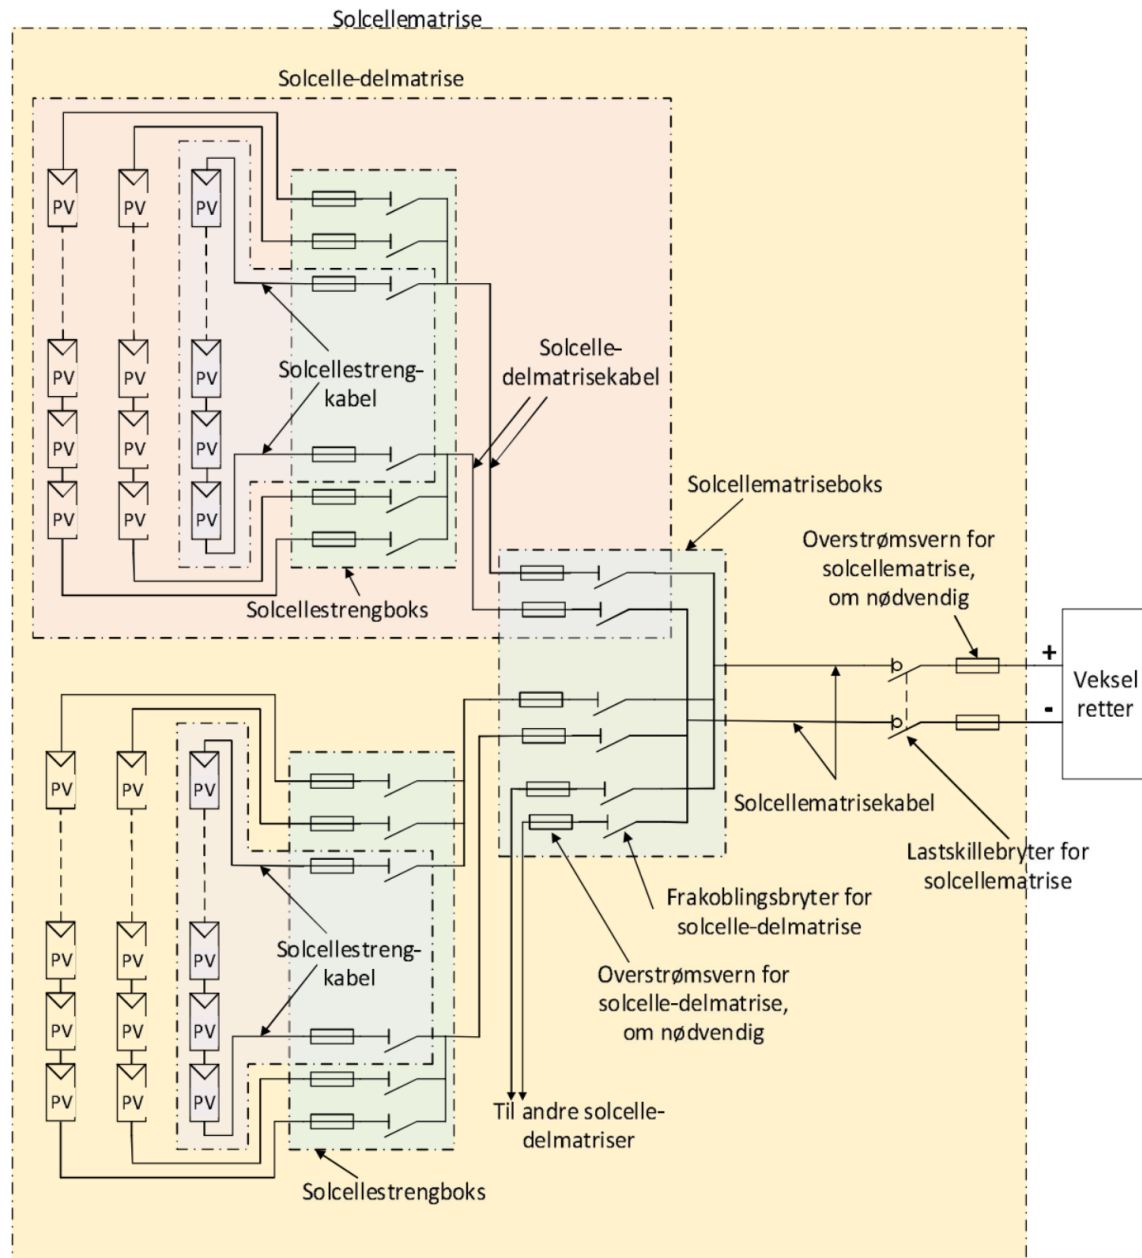 Solcellematrise
Solcelle-delmatrise
PV PV PV
PV PV PV
Solcellestreng-
kabel
Solcelle-
delmatrisekabel
PV PV PV
PV PV PV
Solcellestrengboks
Solcellematriseboks
Overstrømsvern for
solcellematrise,
om nødvendig
+
-
Veksel
retter
PV PV PV
Solcellematrisekabel
Lastskillebryter for
solcellematrise
Frakoblingsbryter for
solcelle-delmatrise
PV PV PV
Solcellestreng-
kabel
Overstrømsvern for
solcelle-delmatrise,
om nødvendig
PV PV PV
PV PV PV
Til andre solcelle-
delmatriser
Solcellestrengboks